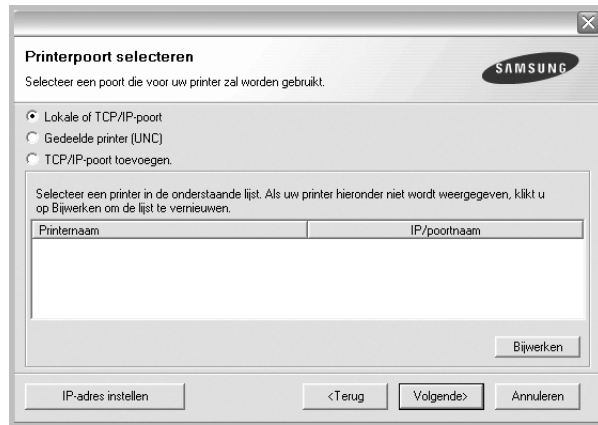 Printerpoort selecteren
Selecteer een poort die voor uw printer zal worden gebruikt.
SAMSUNG
Lokale of TCP/IP-poort
Gedeelde printer (UNC)
TCP/IP-poort toevoegen.
Selecteer een printer in de onderstaande lijst. Als uw printer hieronder niet wordt weergegeven, klikt u
op Bijwerken om de lijst te vernieuwen.
Printernaam IP/poortnaam
Bijwerken
IP-adres instellen <Terug Volgende> Annuleren